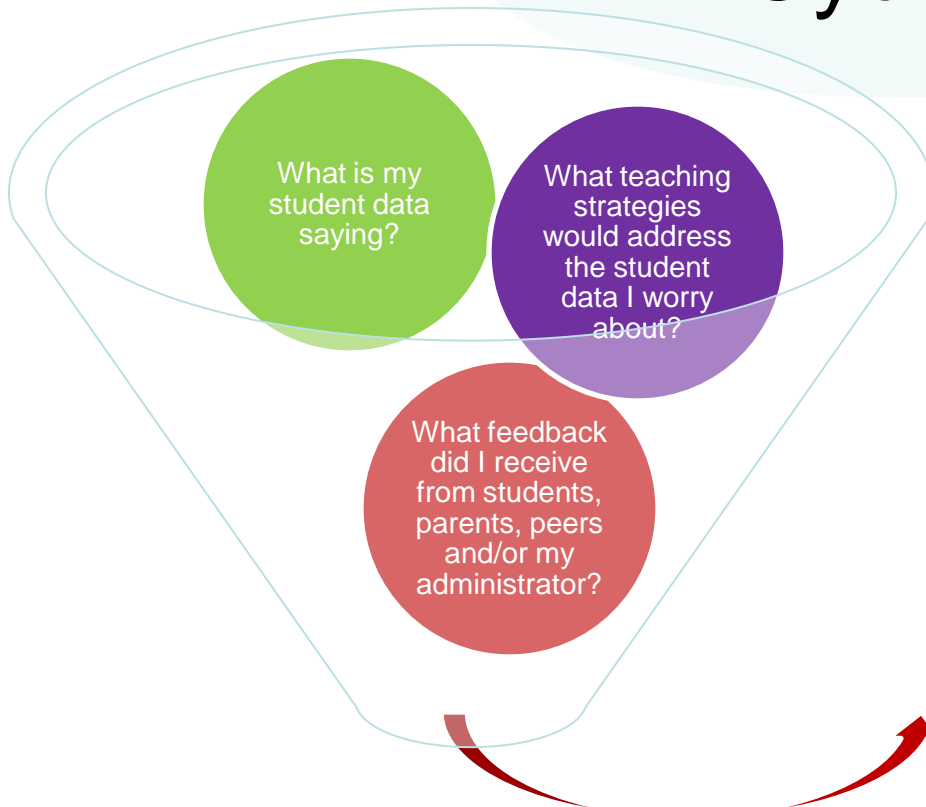 What is my
student data
saying?
What teaching
strategies
would address
the student
data I worry
about?
What feedback
did I receive
from students,
parents, peers
and/or my
administrator?